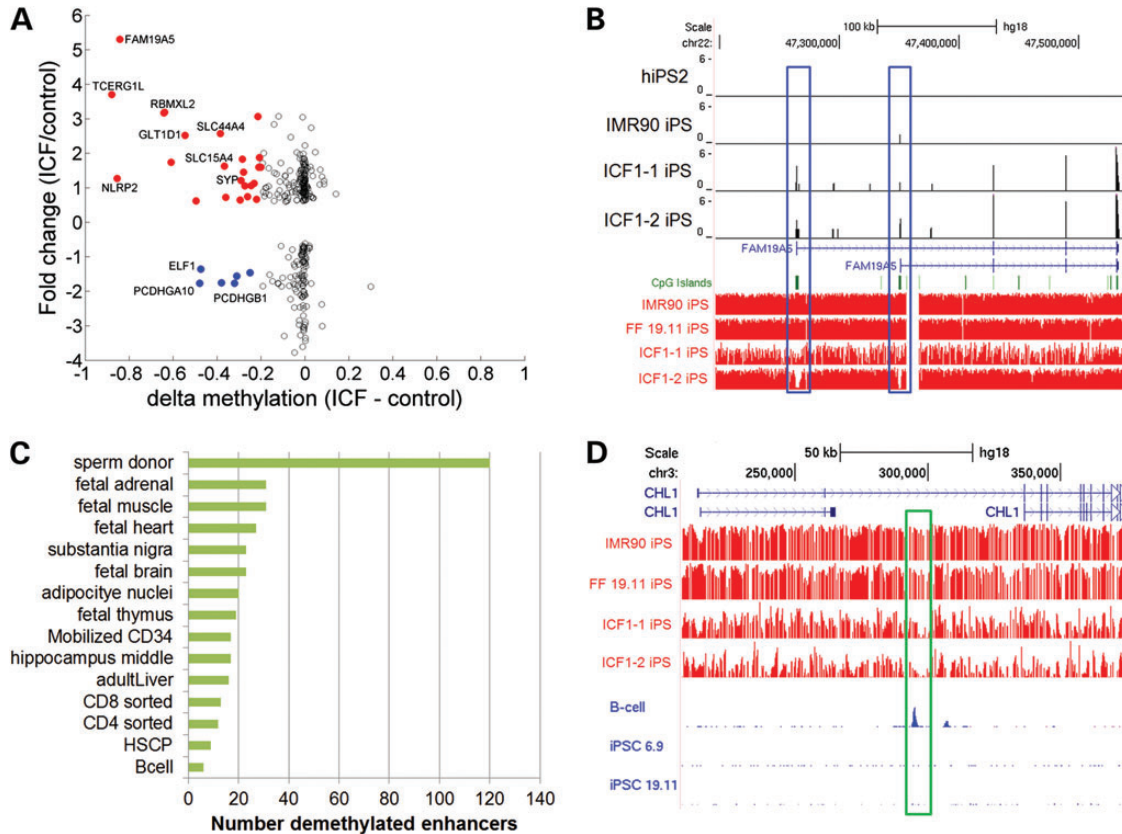 A
Fold change (ICF/control)
6
5
4
3
2
1
0
-1
-2
-3
-4
FAM19A5
TCERG1L
RBMXL2
GLT1D1
SLC44A4
SLC15A4
NLRP2
SYP
ELF1
PCDHGA10
PCDHGB1
-1 -0.8 -0.6 -0.4 -0.2 0 0.2 0.4 0.6
delta methylation (ICF - control)
B
Scale 100 kb hg18
chr22: 47,300,000 47,400,000 47,500,000
hiPS2 6 - 0 _
IMR90 iPS 6 - 0 _
ICF1-1 iPS 6 - 0 _
ICF1-2 iPS 6 - 0 _
FAM19A5
FAM19A5
CpG Islands
IMR90 iPS
FF 19.11 iPS
ICF1-1 iPS
ICF1-2 iPS
C
sperm donor
fetal adrenal
fetal muscle
fetal heart
substantia nigra
fetal brain
adipocitye nuclei
fetal thymus
Mobilized CD34
hippocampus middle
adultLiver
CD8 sorted
CD4 sorted
HSCP
Bcell
0 20 40 60 80 100 120 140
Number demethylated enhancers
D
Scale 50 kb hg18
chr3: 250,000 300,000 350,000
CHL1
CHL1 CHL1
IMR90 iPS
FF 19.11 iPS
ICF1-1 iPS
ICF1-2 iPS
B-cell
iPSC 6.9
iPSC 19.11